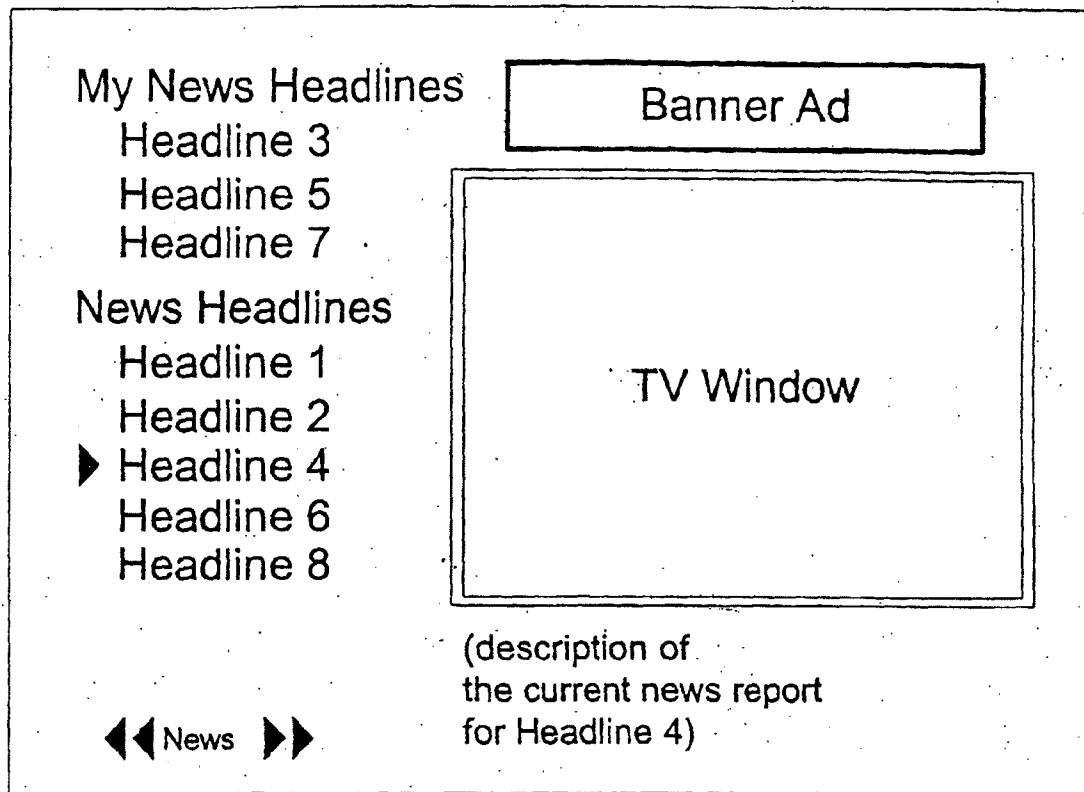 My News Headlines
Headline 3
Headline 5
Headline 7
News Headlines
Headline 1
Headline 2
Headline 4
Headline 6
Headline 8
News
Banner Ad
TV Window
(description of
the current news report
for Headline 4)